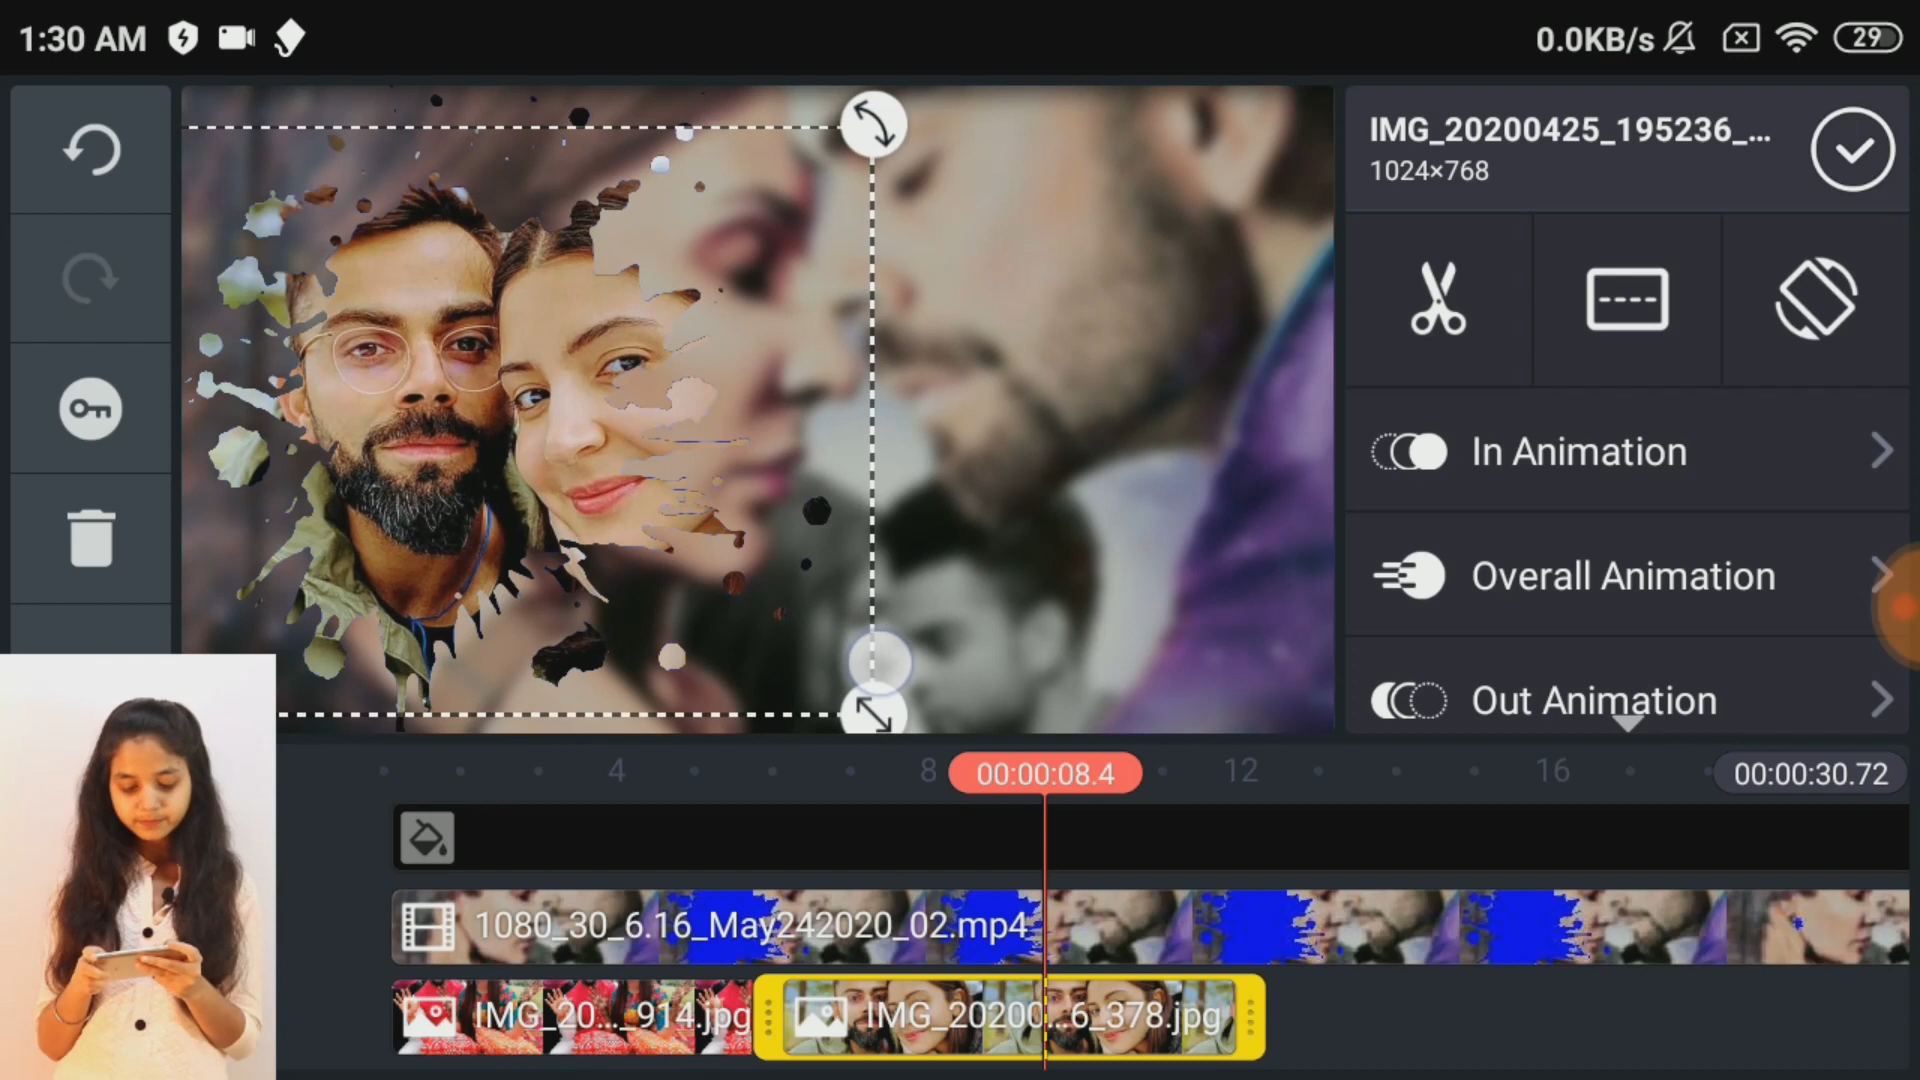 1:30 AM
0.0KB/s
29
IMG_20200425_195236_...
1024×768
In Animation
Overall Animation
Out Animation
4
8
00:00:08.4
12
16
00:00:30.72
1080_30_6.16_May242020_02.mp4
IMG_20..._914.jpg
IMG_20200...6_378.jpg